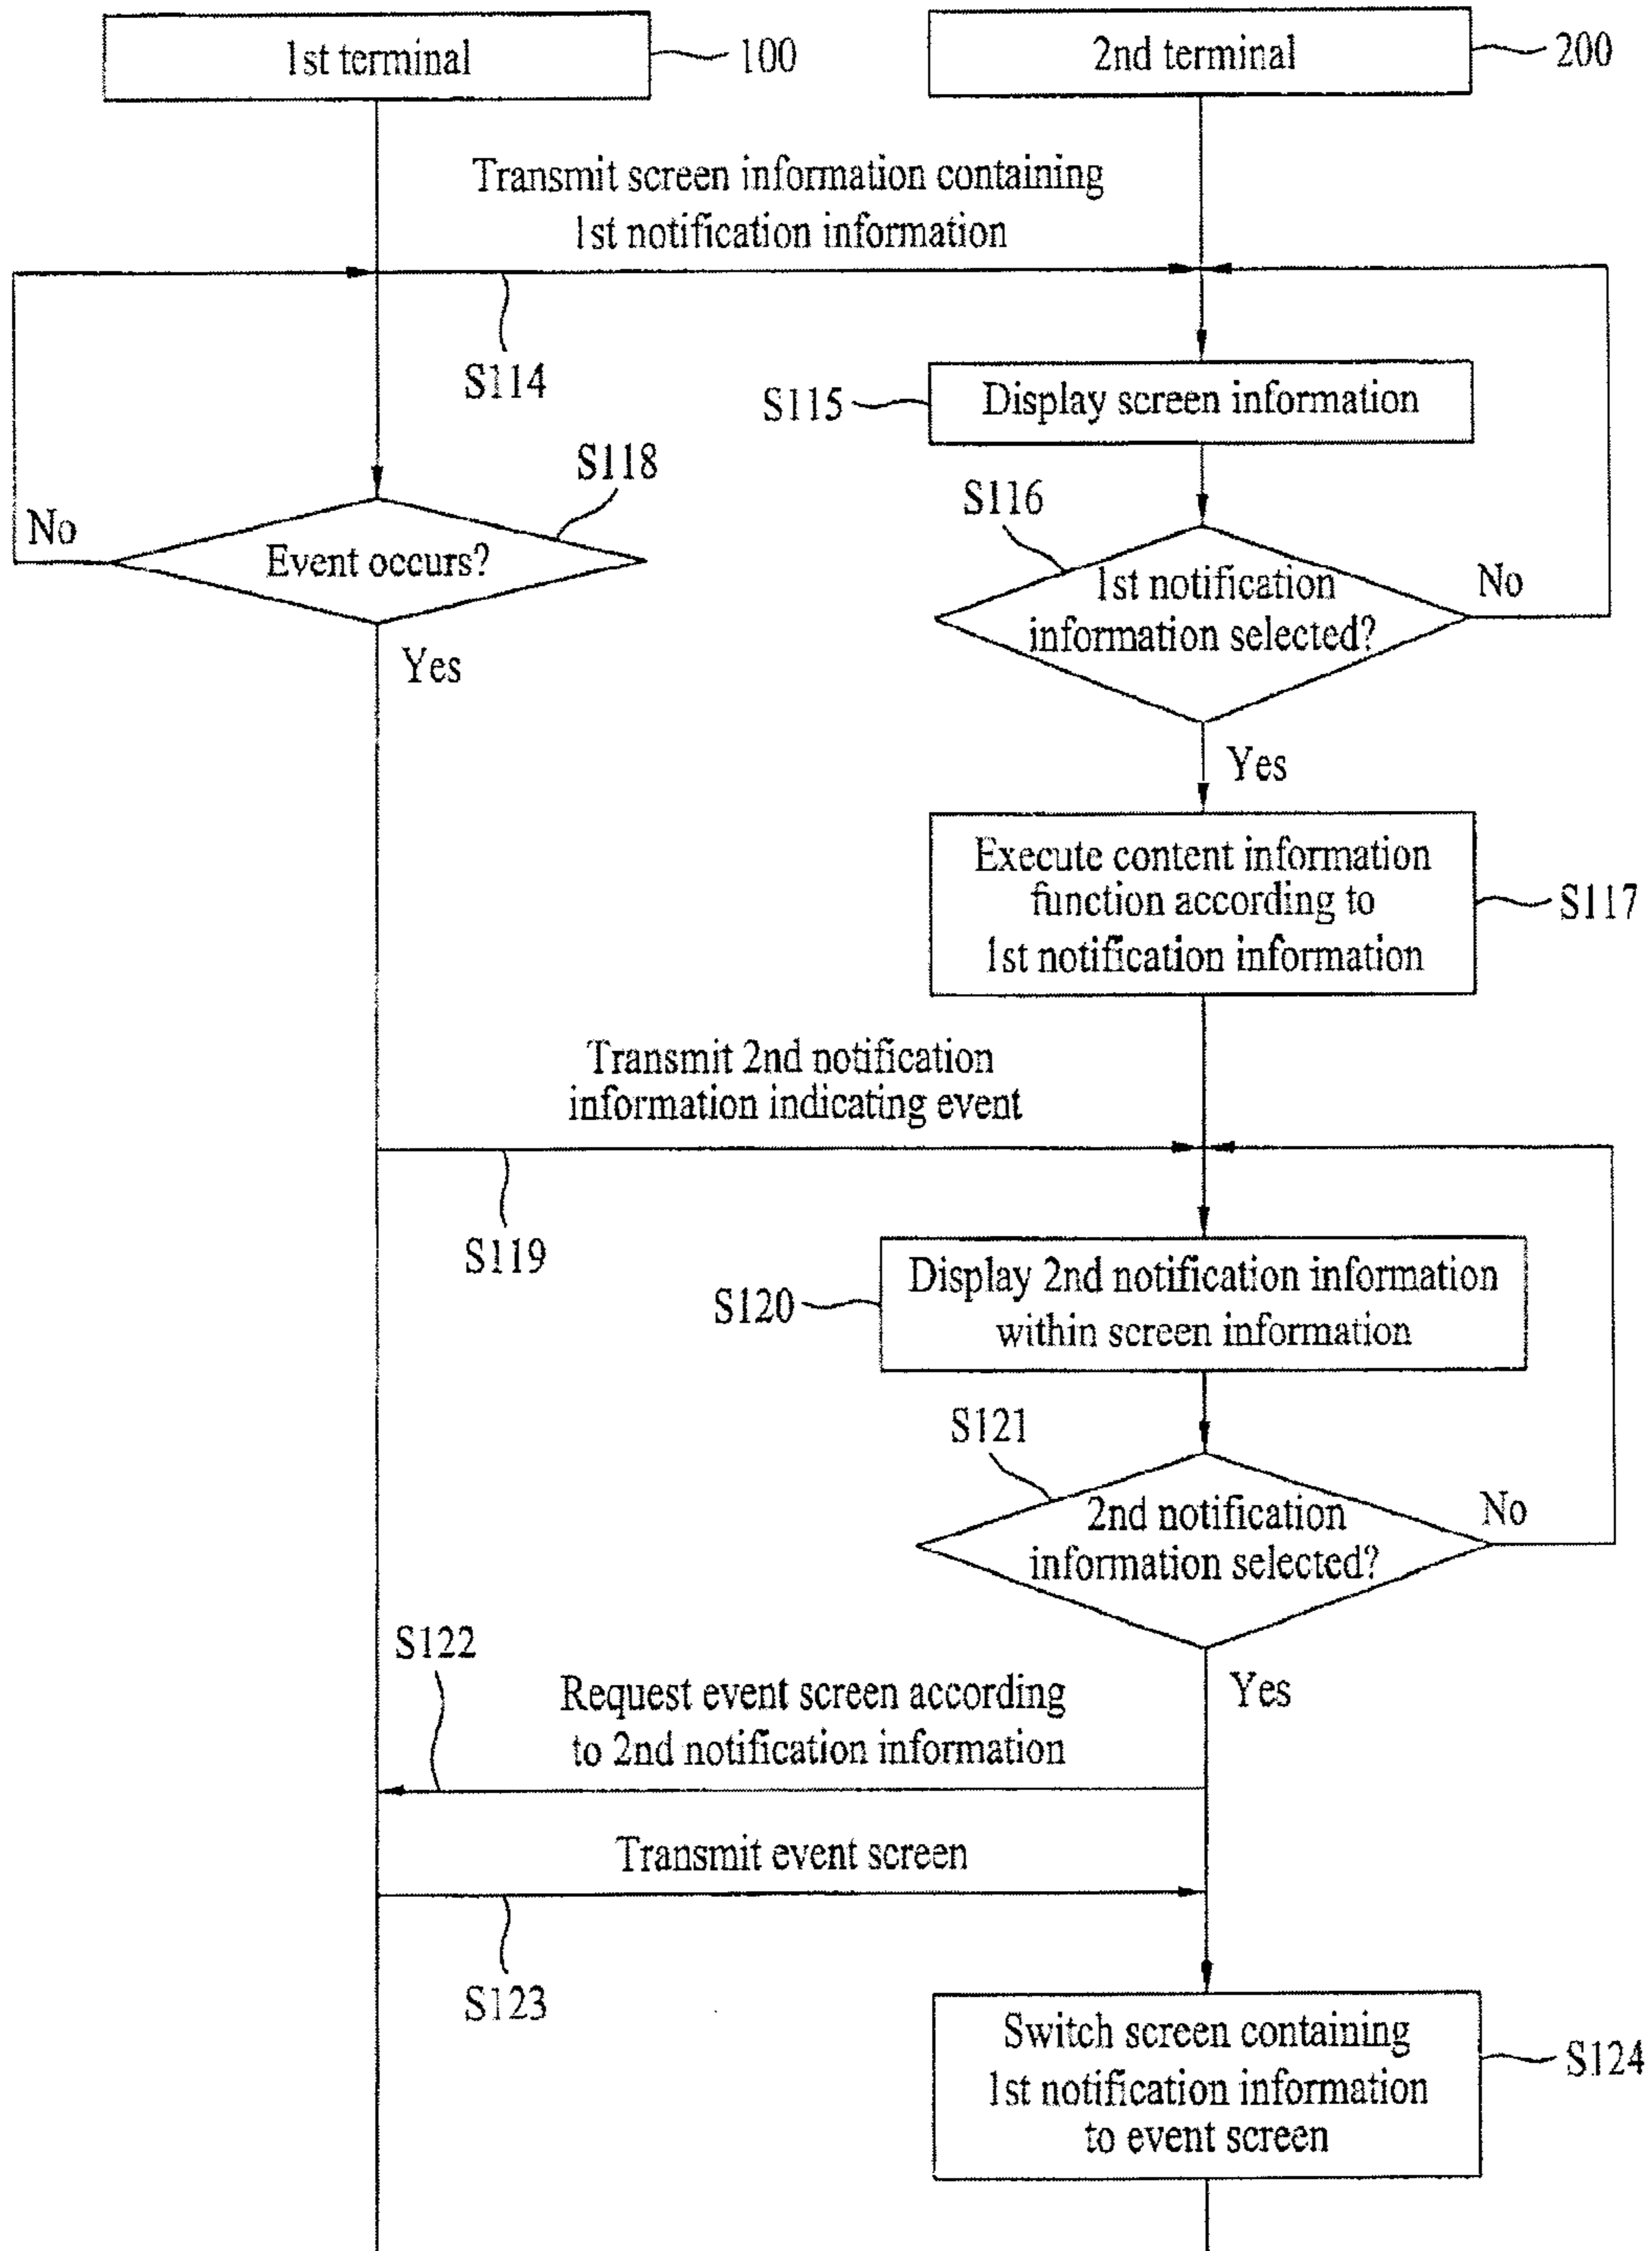 1st terminal
100
2nd terminal
200
Transmit screen information containing
1st notification information
S114
S115
Display screen information
S118
S116
No
Event occurs?
1st notification
information selected?
No
Yes
Yes
Execute content information
function according to
1st notification information
S117
Transmit 2nd notification
information indicating event
S119
S120
Display 2nd notification information
within screen information
S121
2nd notification
information selected?
No
S122
Request event screen according
to 2nd notification information
Yes
Transmit event screen
S123
Switch screen containing
1st notification information
to event screen
S124